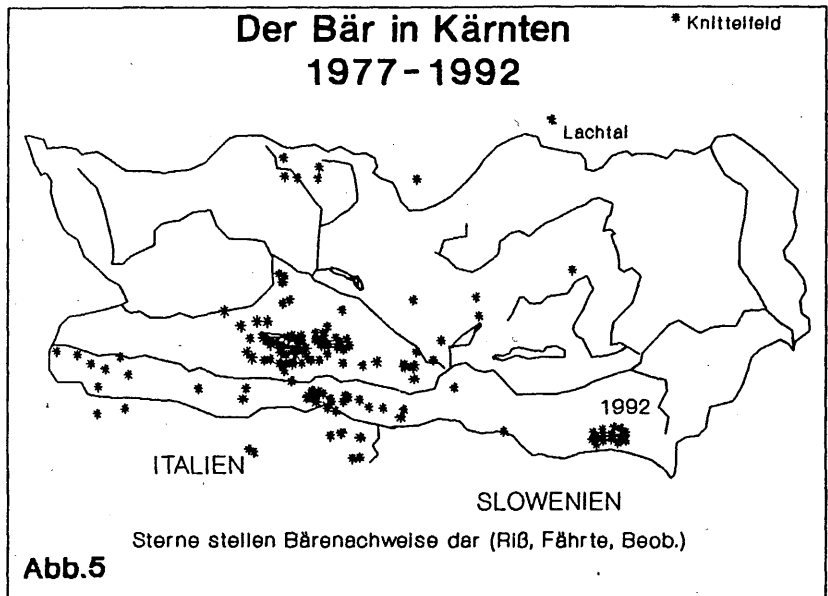 Der Bär in Kärnten
1977-1992
* Knittelfeld
Lachtal
1992
ITALIEN
SLOWENIEN
Sterne stellen Bärennachweise dar (Riß, Fährte, Beob.)
Abb.5